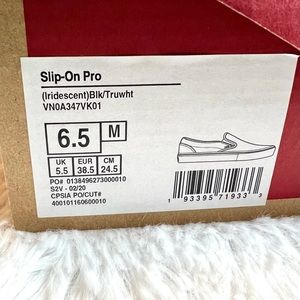 Slip-On Pro
(Iridescent)Blk/Truwht
VN0A347VK01
6.5 M
UK EUR CM
5.5 38.5 24.5
PO# 0138496273000010
S2V - 02/20
CPSIA PO/CUT#
400101160600010
1 93395 71933 3